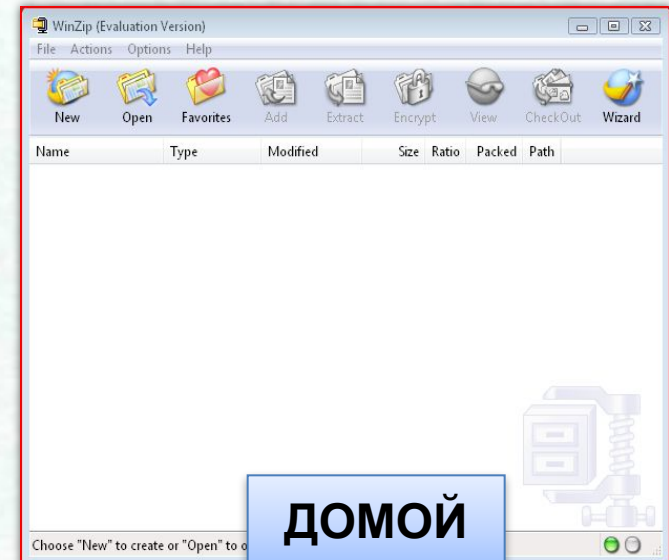 WinZip (Evaluation Version)
File Actions Options Help
New Open Favorites Add Extract Encrypt View CheckOut Wizard
Name Type Modified Size Ratio Packed Path
ДОМОЙ
Choose "New" to create or "Open" to o